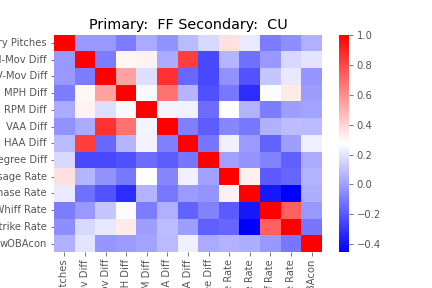 Primary:  FF Secondary:  CU
ry Pitches
-Mov Diff
-Mov Diff
MPH Diff
RPM Diff
VAA Diff
HAA Diff
egree Diff
sage Rate
hase Rate
Whiff Rate
trike Rate
wOBAcon
1.0
0.8
0.6
0.4
0.2
0.0
−0.2
−0.4
tches
v Diff
ov Diff
H Diff
M Diff
A Diff
A Diff
e Diff
e Rate
e Rate
f Rate
e Rate
BAcon